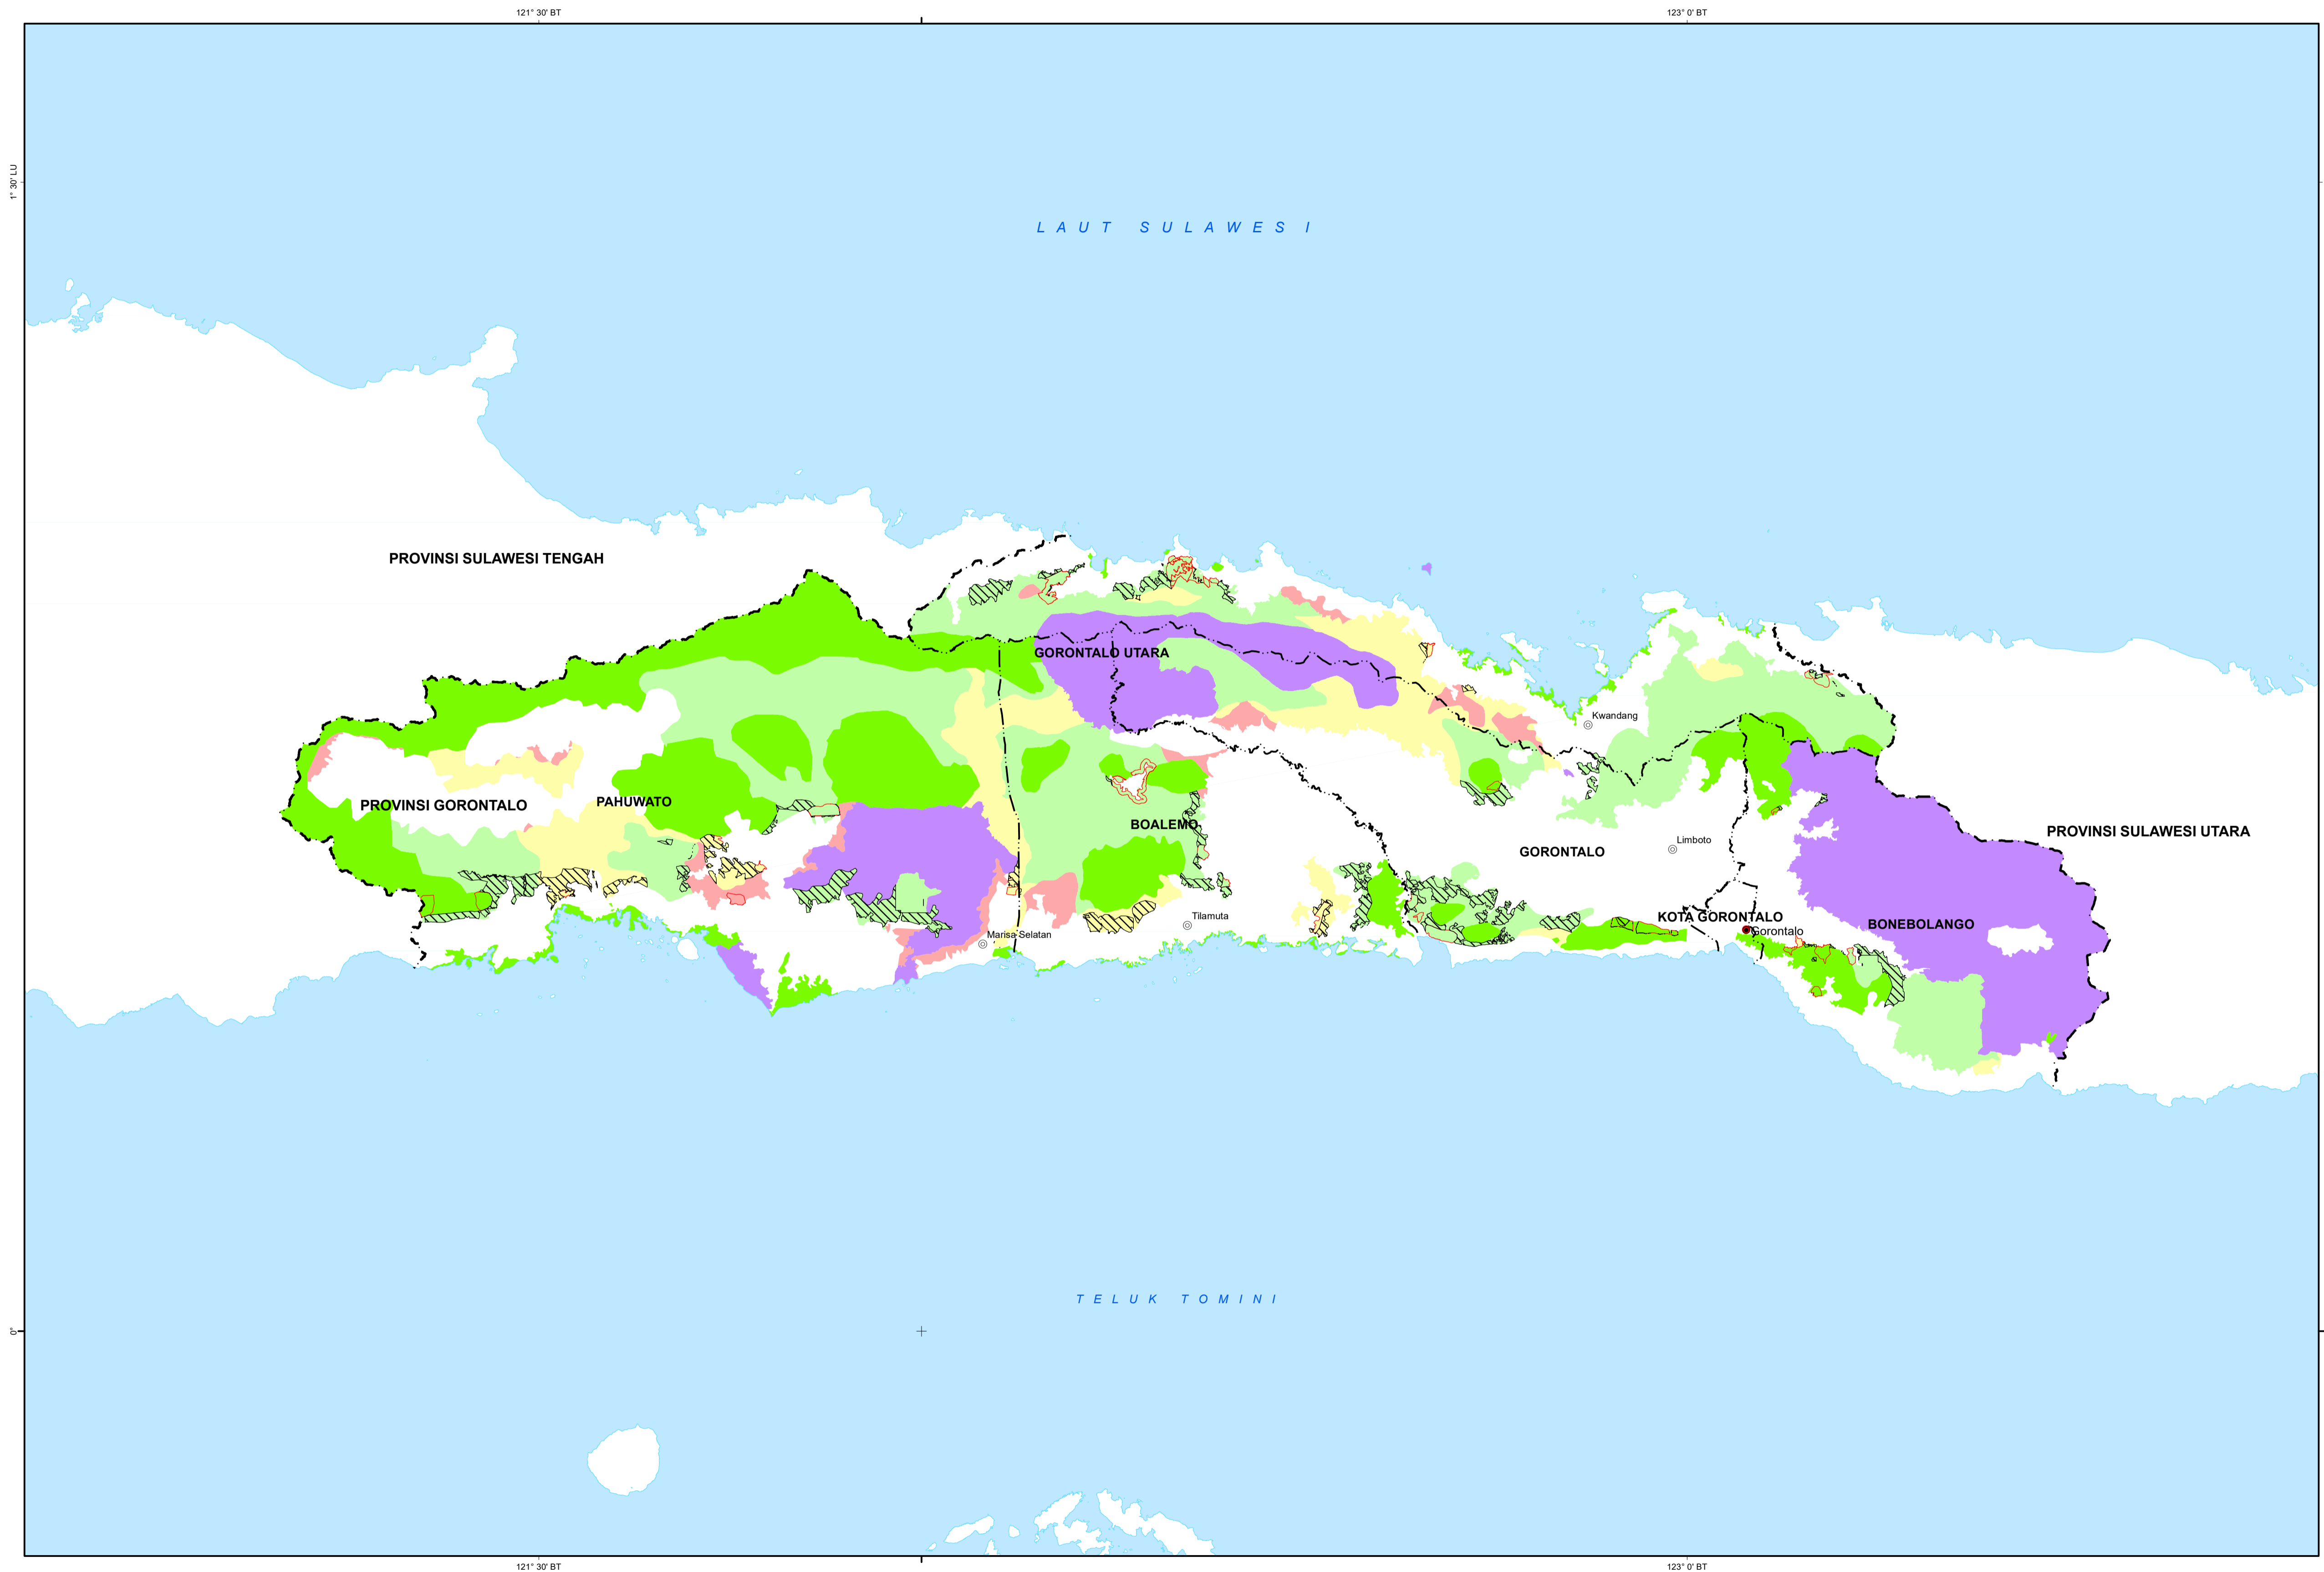 121° 30' BT
123° 0' BT
1° 30' LU
LAUT SULAWESI
PROVINSI SULAWESI TENGAH
GORONTALO UTARA
Kwandang
PROVINSI GORONTALO
PAHUWATO
BOALEMO
PROVINSI SULAWESI UTARA
Limboto
GORONTALO
Tilamuta
KOTA GORONTALO
BONEBOLANGO
Marisa Selatan
Gorontalo
TELUK TOMINI
0°
121° 30' BT
123° 0' BT